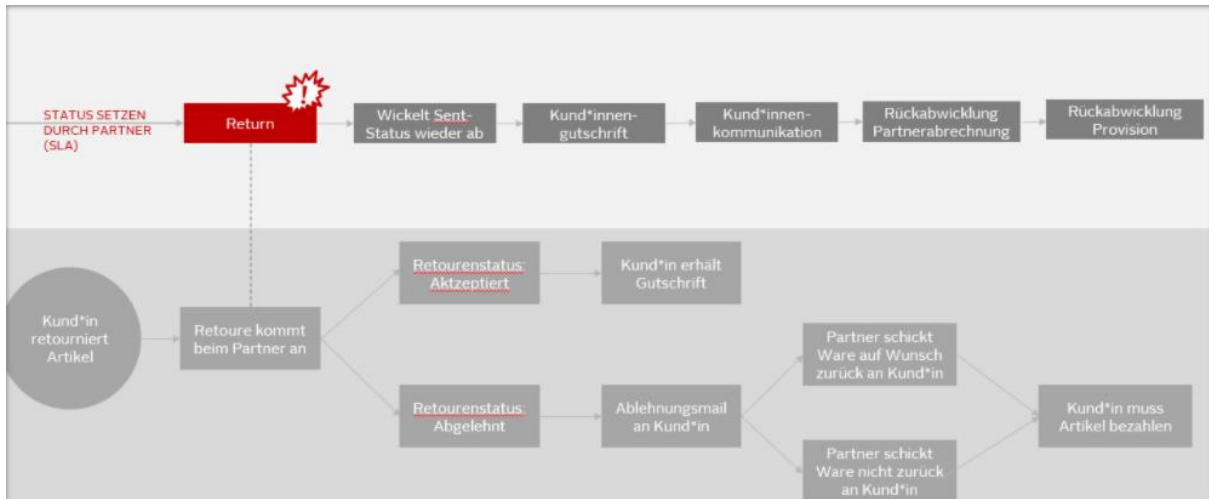 STATUS SETZEN
DURCH PARTNER
(SLA)
Return
!
Wickelt Sent-
Status wieder ab
Kund*innen-
gutschrift
Kund*innen-
kommunikation
Rückabwicklung
Partnerabrechnung
Rückabwicklung
Provision
Kund*in
retourniert
Artikel
Retoure kommt
beim Partner an
Retourenstatus:
Aktzeptiert
Kund*in erhält
Gutschrift
Retourenstatus:
Abgelehnt
Ablehnungsmail
an Kund*in
Partner schickt
Ware auf Wunsch
zurück an Kund*in
Partner schickt
Ware nicht zurück
an Kund*in
Kund*in muss
Artikel bezahlen